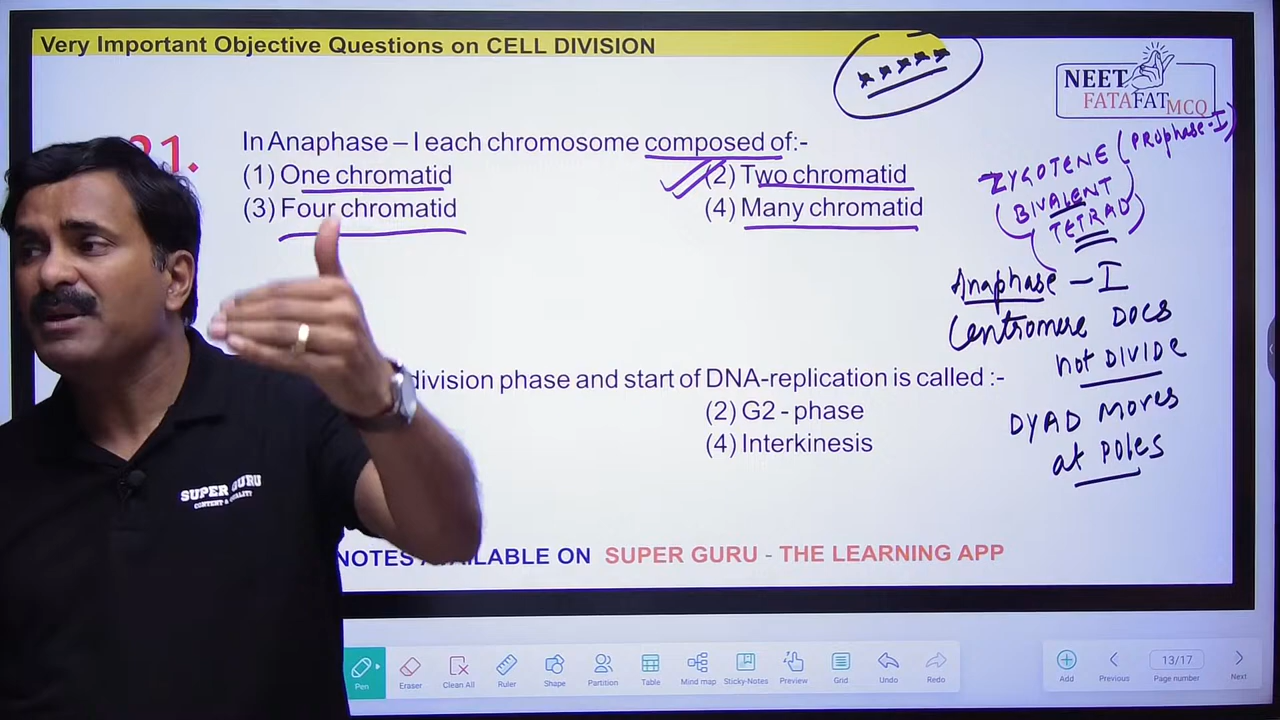 Very Important Objective Questions on CELL DIVISION
NEET
FATAFAT
MCQ
31.
In Anaphase – I each chromosome composed of:-
(1) One chromatid
(2) Two chromatid
(3) Four chromatid
(4) Many chromatid
ZYGOTENE (PROPHASE-I)
(BIVALENT
TETRAD)
Anaphase – I
Centromere DOES
not DIVIDE
DYAD MOVES
at POLES
division phase and start of DNA-replication is called :-
(2) G2 - phase
(4) Interkinesis
NOTES AVAILABLE ON SUPER GURU - THE LEARNING APP
SUPER GURU
CONTENT & QUALITY
Pen
Eraser
Clean All
Ruler
Shape
Partition
Table
Mind map
Sticky-Notes
Preview
Grid
Undo
Redo
Add
Previous
13/17
Page number
Next